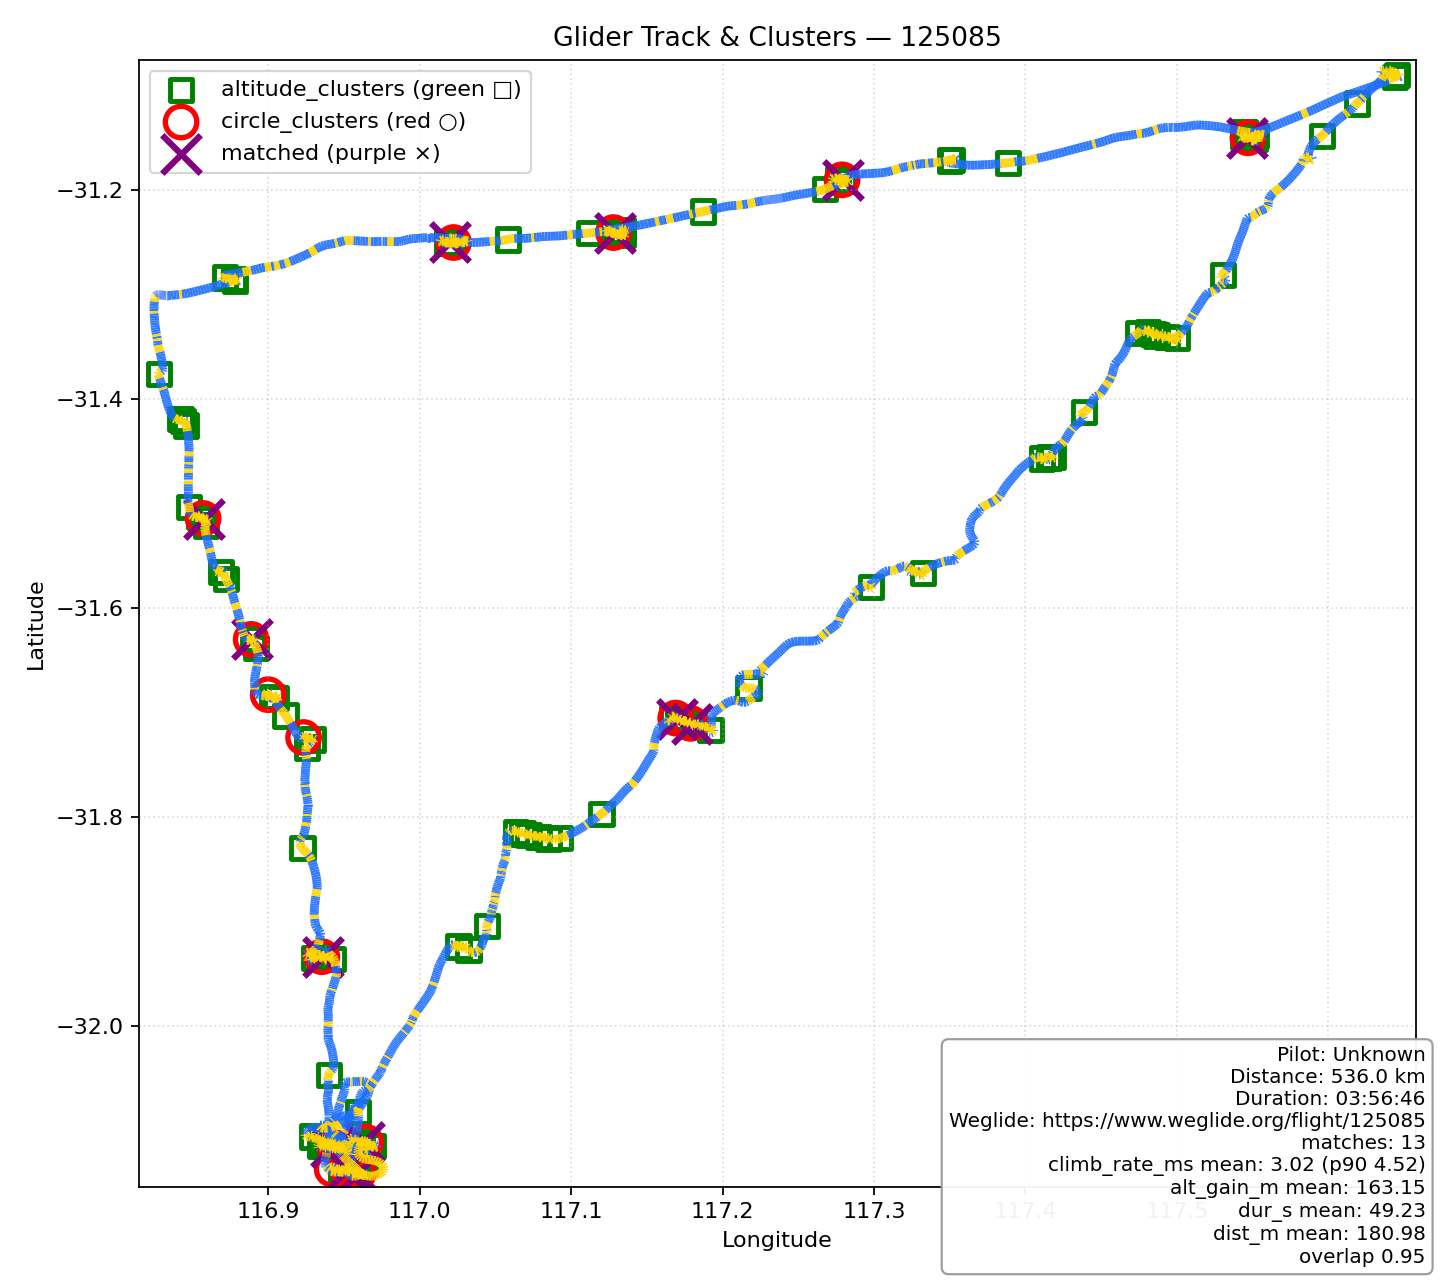 Glider Track & Clusters — 125085
altitude_clusters (green □)
circle_clusters (red ○)
matched (purple ×)
Latitude
−31.2
−31.4
−31.6
−31.8
−32.0
116.9
117.0
117.1
117.2
117.3
117.4
117.5
Longitude
Pilot: Unknown
Distance: 536.0 km
Duration: 03:56:46
Weglide: https://www.weglide.org/flight/125085
matches: 13
climb_rate_ms mean: 3.02 (p90 4.52)
alt_gain_m mean: 163.15
dur_s mean: 49.23
dist_m mean: 180.98
overlap 0.95